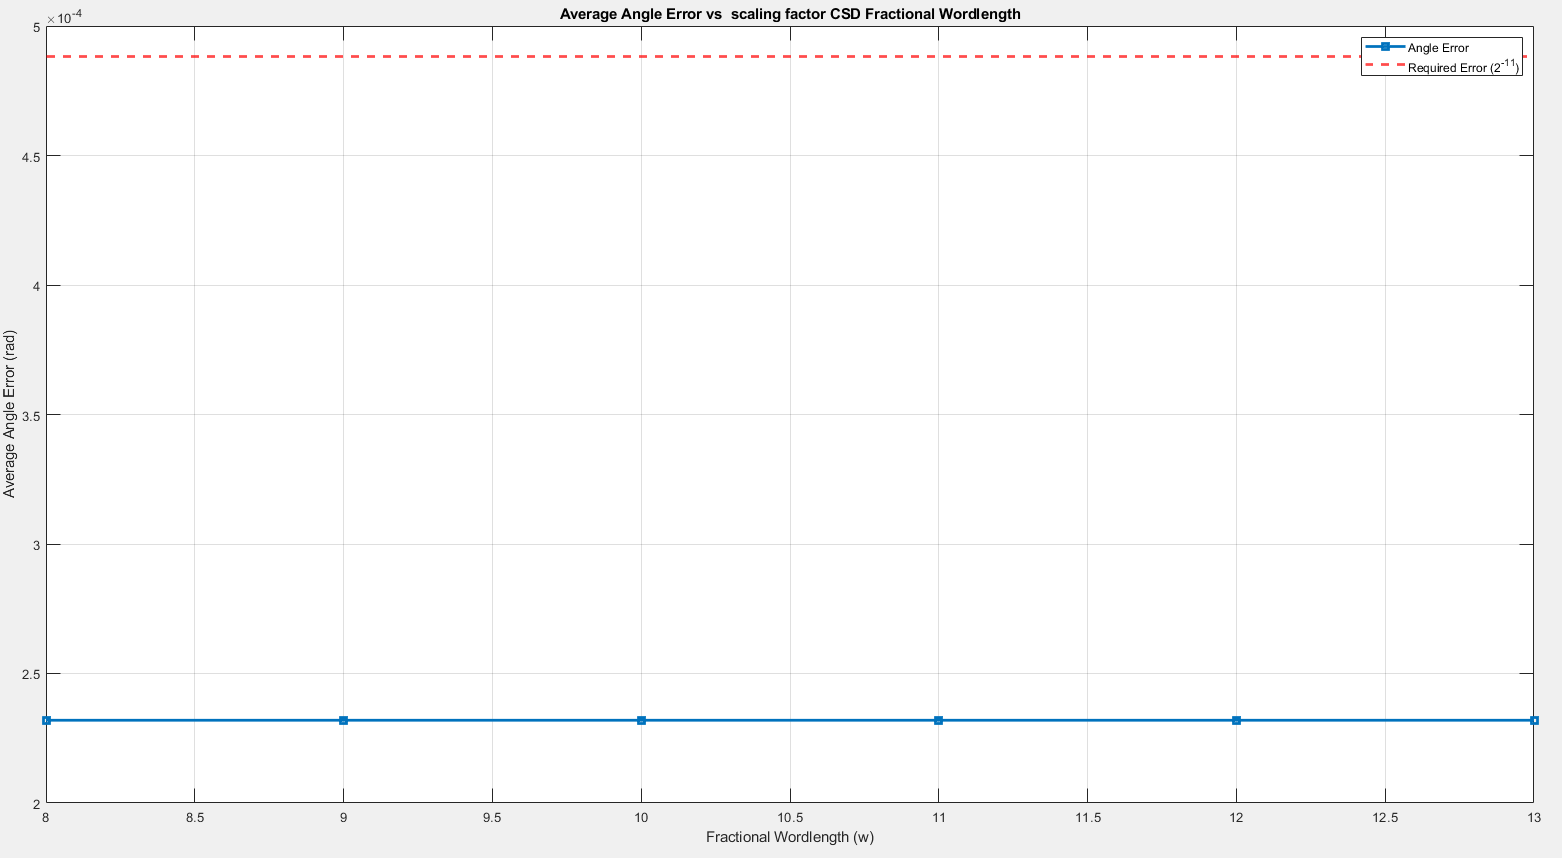 Average Angle Error vs  scaling factor CSD Fractional Wordlength
×10^-4
5
4.5
4
3.5
3
2.5
2
Average Angle Error (rad)
Angle Error
Required Error (2^-11)
8 8.5 9 9.5 10 10.5 11 11.5 12 12.5 13
Fractional Wordlength (w)